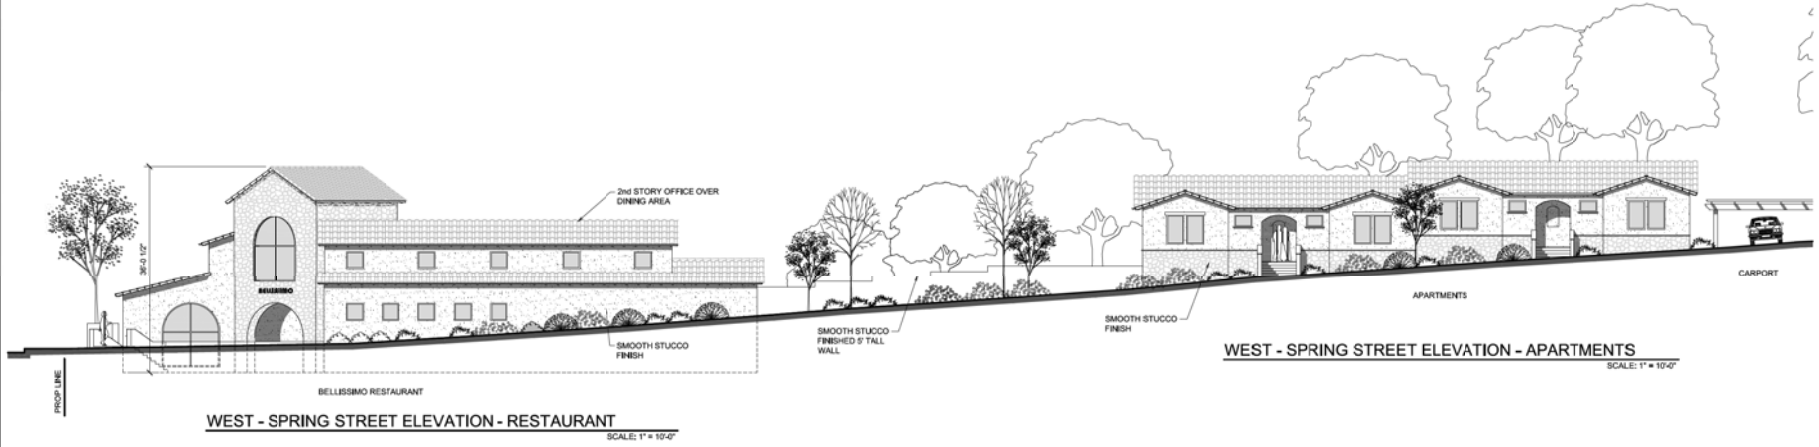 2nd STORY OFFICE OVER
DINING AREA
36'-0 1/2"
BELLISSIMO
SMOOTH STUCCO
FINISH
SMOOTH STUCCO
FINISHED 5' TALL
WALL
SMOOTH STUCCO
FINISH
APARTMENTS
CARPORT
PROP LINE
BELLISSIMO RESTAURANT
WEST - SPRING STREET ELEVATION - RESTAURANT
SCALE: 1" = 10'-0"
WEST - SPRING STREET ELEVATION - APARTMENTS
SCALE: 1" = 10'-0"